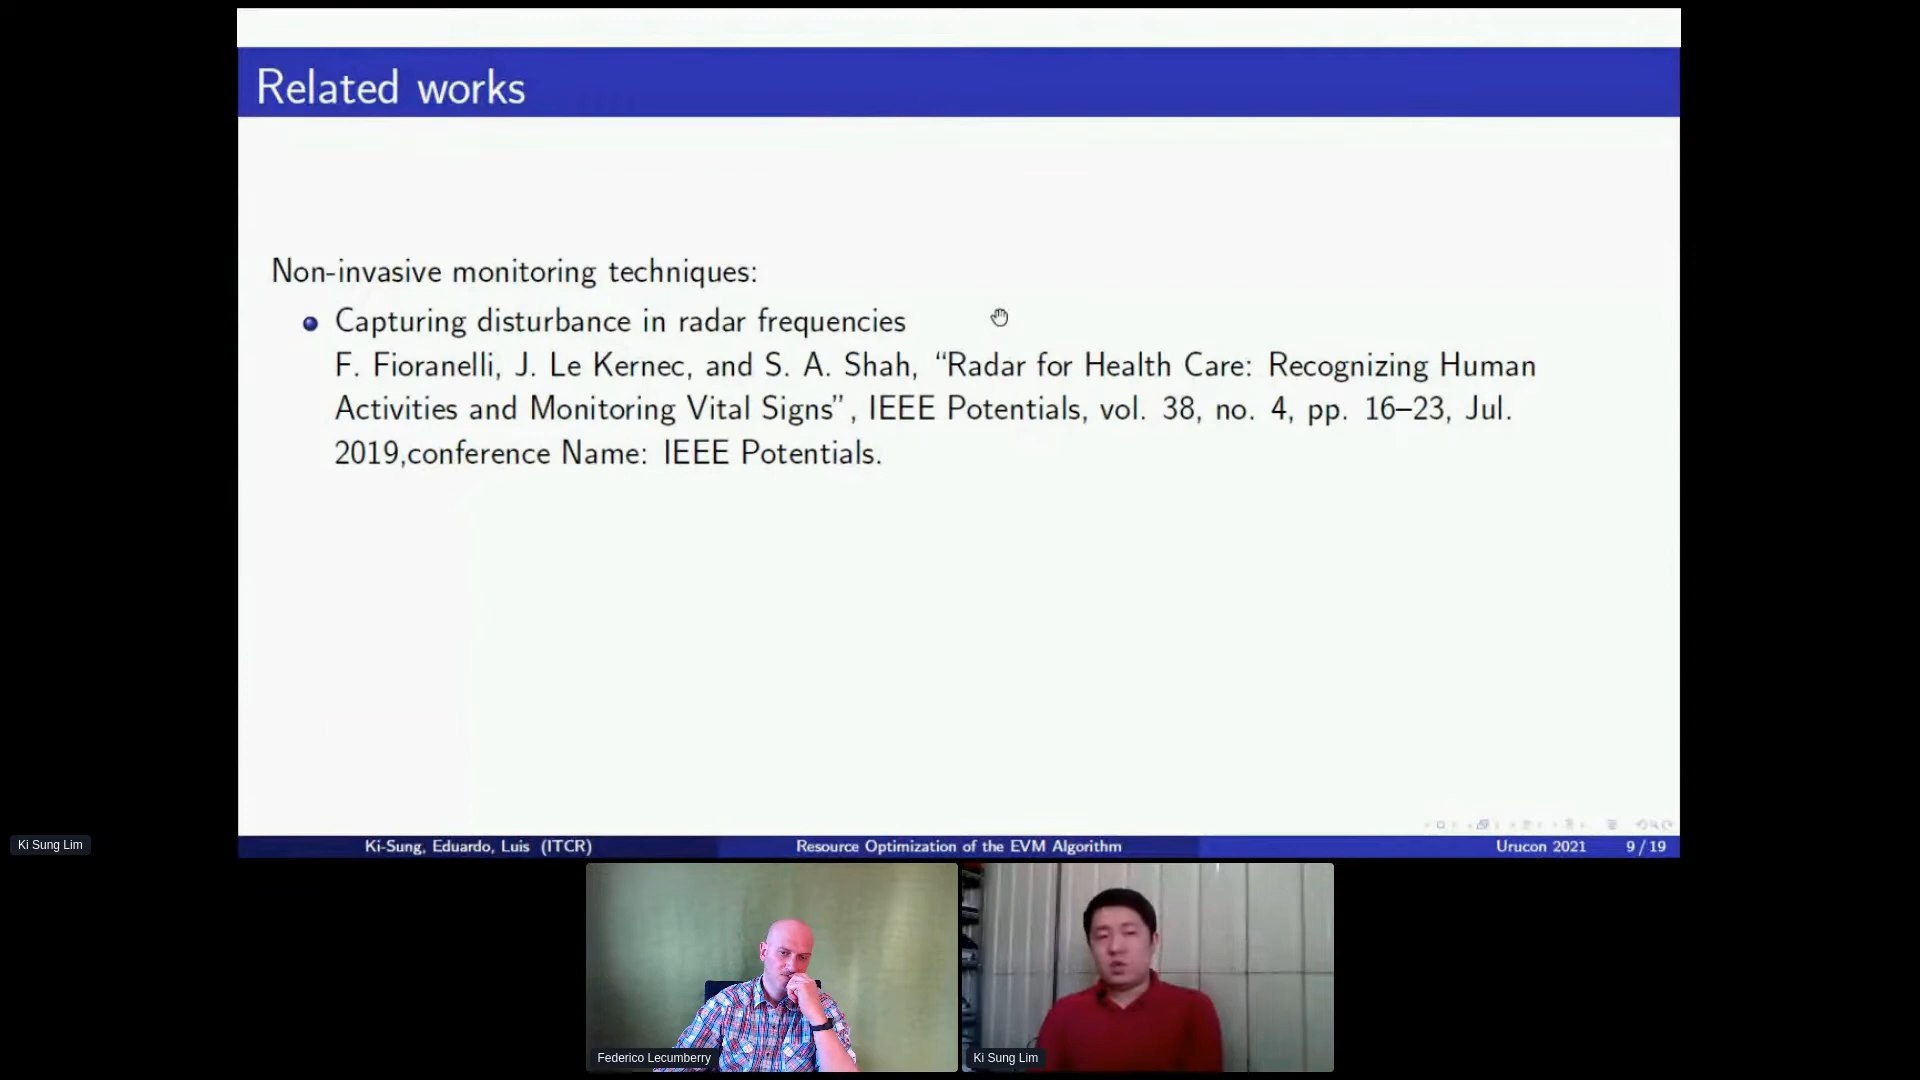 Related works
Non-invasive monitoring techniques:
Capturing disturbance in radar frequencies
F. Fioranelli, J. Le Kernec, and S. A. Shah, “Radar for Health Care: Recognizing Human
Activities and Monitoring Vital Signs”, IEEE Potentials, vol. 38, no. 4, pp. 16–23, Jul.
2019,conference Name: IEEE Potentials.
Ki-Sung, Eduardo, Luis (ITCR) Resource Optimization of the EVM Algorithm Urucon 2021 9 / 19
Ki Sung Lim
Federico Lecumberry
Ki Sung Lim